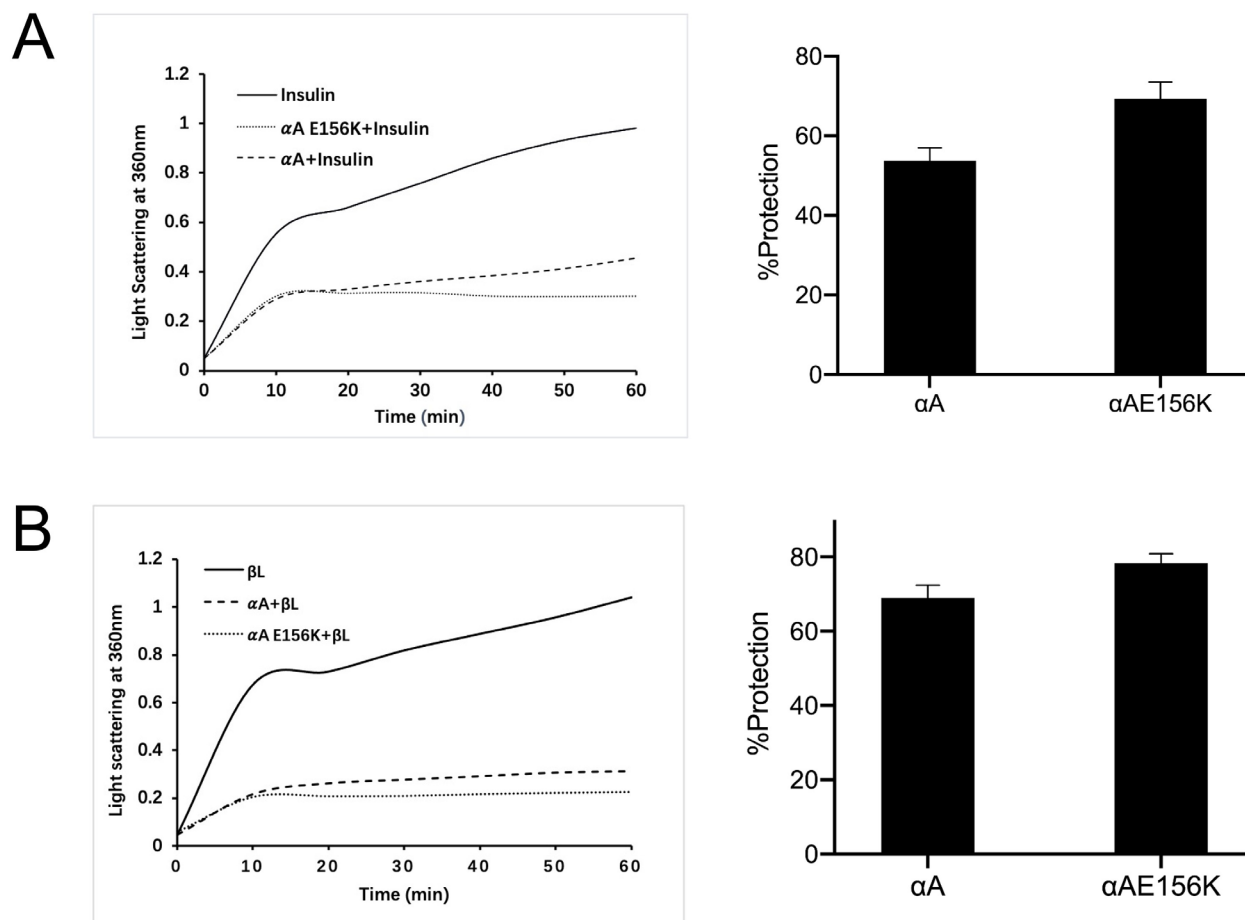 A
Light Scattering at 360nm
1.2
1
0.8
0.6
0.4
0.2
0
Insulin
αA E156K+Insulin
αA+Insulin
0 10 20 30 40 50 60
Time (min)
%Protection
80
60
40
20
0
αA αAE156K
B
Light scattering at 360nm
1.2
1
0.8
0.6
0.4
0.2
0
βL
αA+βL
αA E156K+βL
0 10 20 30 40 50 60
Time (min)
%Protection
80
60
40
20
0
αA αAE156K